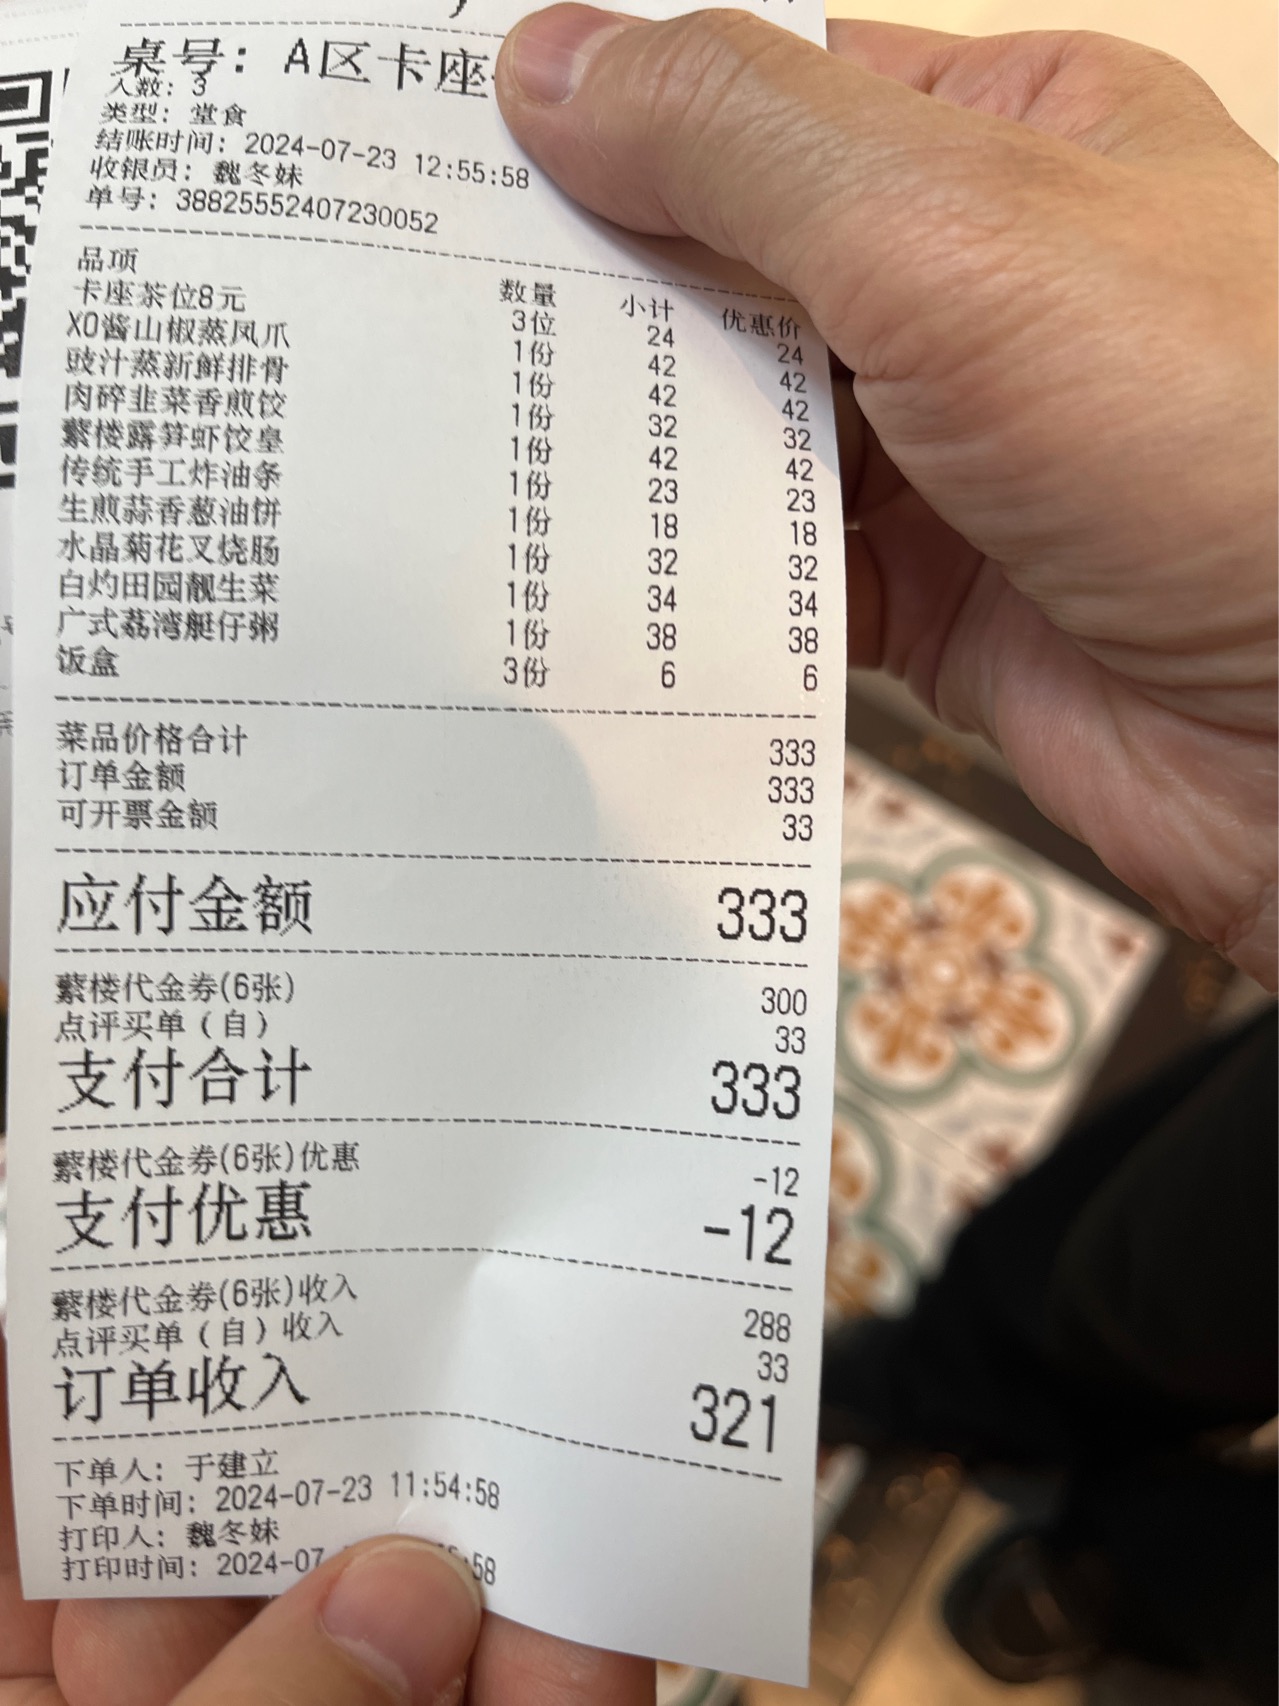 桌号: A区卡座
人数: 3
类型: 堂食
结账时间: 2024-07-23 12:55:58
收银员: 魏冬妹
单号: 38825552407230052
品项 数量 小计 优惠价
卡座茶位8元 3位 24 24
XO酱山椒蒸凤爪 1份 42 42
豉汁蒸新鲜排骨 1份 42 42
肉碎韭菜香煎饺 1份 32 32
蘩楼露笋虾饺皇 1份 42 42
传统手工炸油条 1份 23 23
生煎蒜香葱油饼 1份 18 18
水晶菊花叉烧肠 1份 32 32
白灼田园靓生菜 1份 34 34
广式荔湾艇仔粥 1份 38 38
饭盒 3份 6 6
菜品价格合计 333
订单金额 333
可开票金额 33
应付金额 333
蘩楼代金券(6张) 300
点评买单(自) 33
支付合计 333
蘩楼代金券(6张)优惠 -12
支付优惠 -12
蘩楼代金券(6张)收入 288
点评买单(自)收入 33
订单收入 321
下单人: 于建立
下单时间: 2024-07-23 11:54:58
打印人: 魏冬妹
打印时间: 2024-07 :58